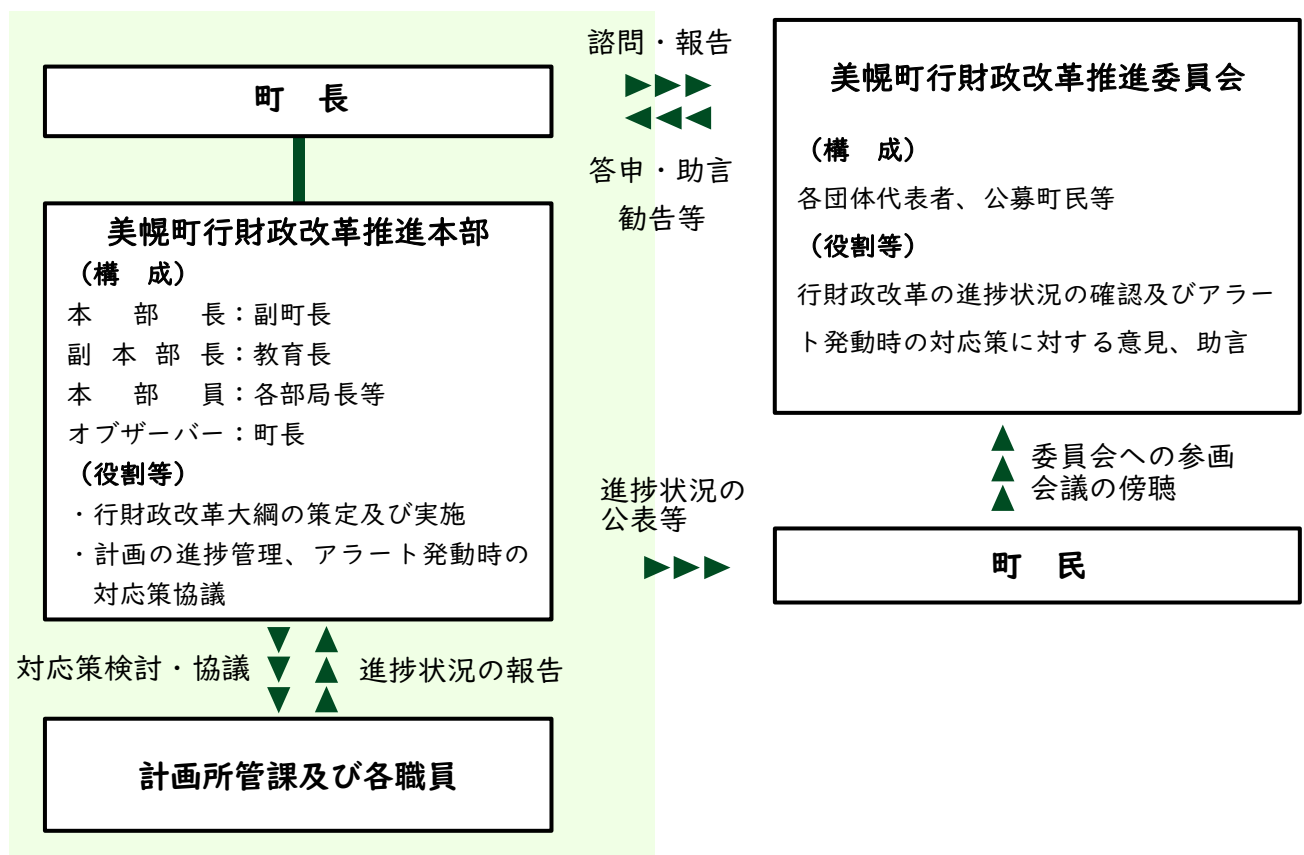 町　長
美幌町行財政改革推進本部
（構　成）
本　部　長：副町長
副 本 部 長：教育長
本　部　員：各部局長等
オブザーバー：町長
（役割等）
・行財政改革大綱の策定及び実施
・計画の進捗管理、アラート発動時の
対応策協議
対応策検討・協議
進捗状況の報告
計画所管課及び各職員
諮問・報告
答申・助言
勧告等
進捗状況の
公表等
美幌町行財政改革推進委員会
（構　成）
各団体代表者、公募町民等
（役割等）
行財政改革の進捗状況の確認及びアラー
ト発動時の対応策に対する意見、助言
委員会への参画
会議の傍聴
町　民